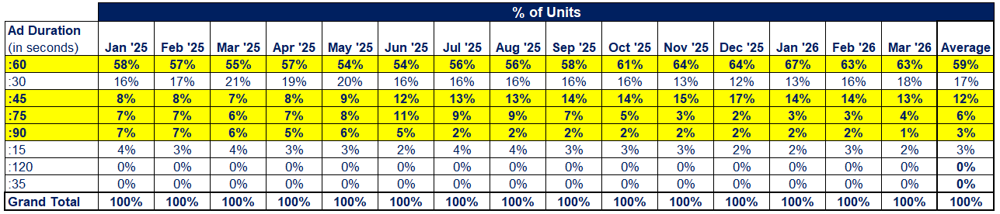 % of Units
Ad Duration
(in seconds) Jan '25 Feb '25 Mar '25 Apr '25 May '25 Jun '25 Jul '25 Aug '25 Sep '25 Oct '25 Nov '25 Dec '25 Jan '26 Feb '26 Mar '26 Average
:60 58% 57% 55% 57% 54% 54% 56% 56% 58% 61% 64% 64% 67% 63% 63% 59%
:30 16% 17% 21% 19% 20% 16% 16% 16% 16% 16% 13% 12% 13% 16% 18% 17%
:45 8% 8% 7% 8% 9% 12% 13% 13% 14% 14% 15% 17% 14% 14% 13% 12%
:75 7% 7% 6% 7% 8% 11% 9% 9% 7% 5% 3% 2% 3% 3% 4% 6%
:90 7% 7% 6% 5% 6% 5% 2% 2% 2% 2% 2% 2% 2% 2% 1% 3%
:15 4% 3% 4% 3% 3% 2% 4% 4% 3% 3% 3% 2% 2% 3% 2% 3%
:120 0% 0% 0% 0% 0% 0% 0% 0% 0% 0% 0% 0% 0% 0% 0% 0%
:35 0% 0% 0% 0% 0% 0% 0% 0% 0% 0% 0% 0% 0% 0% 0% 0%
Grand Total 100% 100% 100% 100% 100% 100% 100% 100% 100% 100% 100% 100% 100% 100% 100% 100%